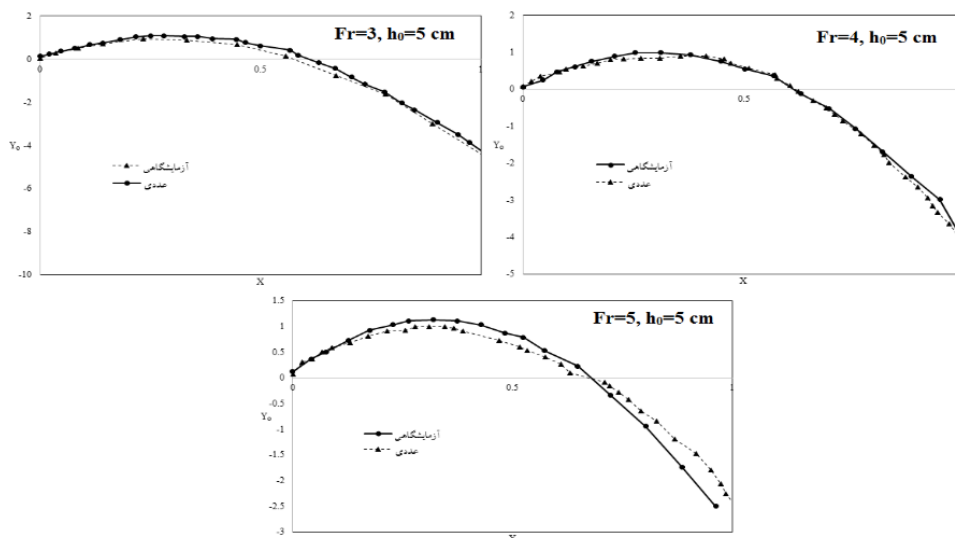 Fr=3, h₀=5 cm
2
0
-2
-4
-6
-8
-10
0
0.5
1
Y₀
X
آزمایشگاهی
عددی
Fr=4, h₀=5 cm
2
1
0
-1
-2
-3
-4
-5
0
0.5
Y₀
X
آزمایشگاهی
عددی
Fr=5, h₀=5 cm
1.5
1
0.5
0
-0.5
-1
-1.5
-2
-2.5
-3
0
0.5
1
Y₀
X
آزمایشگاهی
عددی